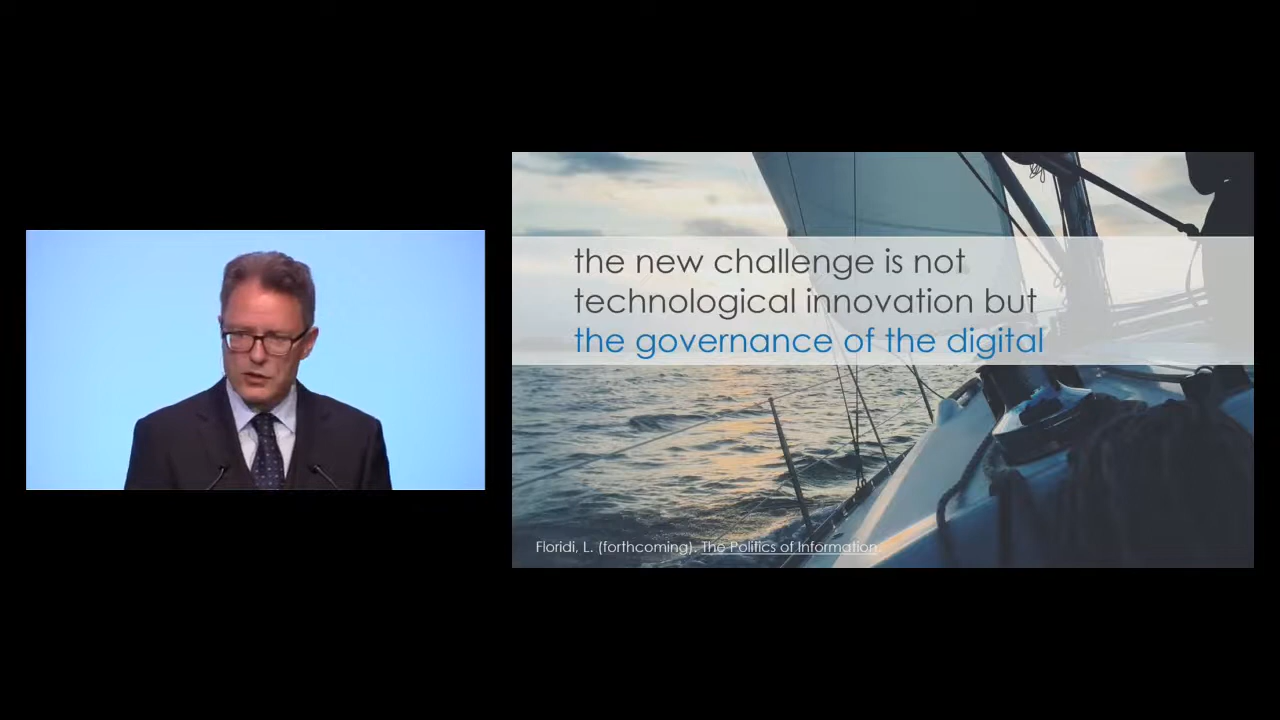 the new challenge is not
technological innovation but
the governance of the digital
Floridi, L. (forthcoming). The Politics of Information.